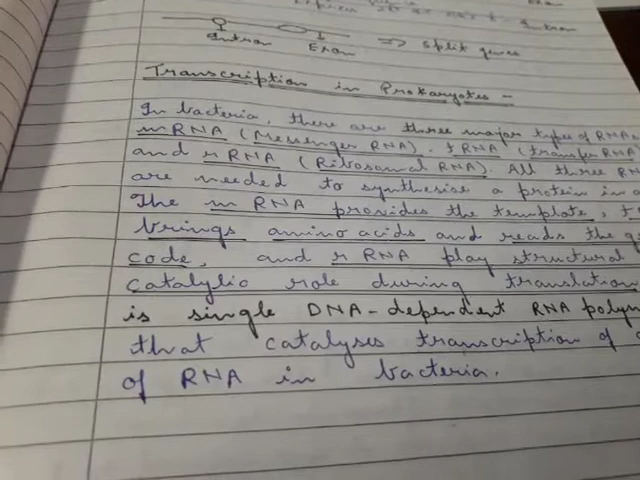 Intron
Intron Exon => split genes
Transcription in Prokaryotes -
In bacteria, there are three major types of RNA
mRNA (Messenger RNA), tRNA (transfer RNA)
and rRNA (Ribosomal RNA). All three RN
are needed to synthesise a protein in a
The mRNA provides the template, t
brings amino acids and reads the g
code, and rRNA play structural
catalytic role during translation
is single DNA-dependent RNA polym
that catalyses transcription of a
of RNA in bacteria.